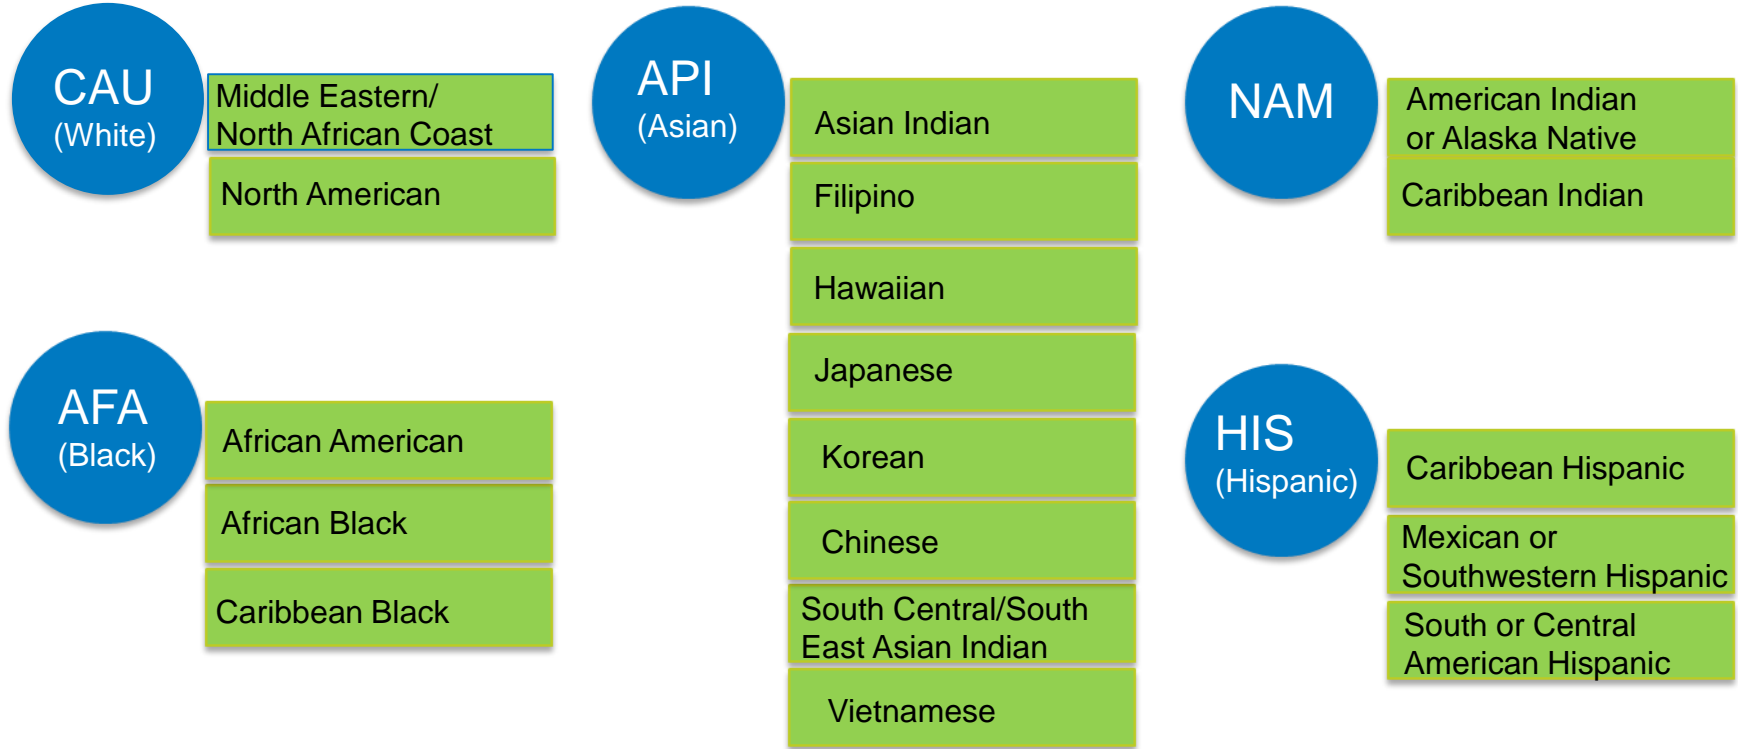 CAU
(White)
Middle Eastern/
North African Coast
North American
AFA
(Black)
African American
African Black
Caribbean Black
API
(Asian)
Asian Indian
Filipino
Hawaiian
Japanese
Korean
Chinese
South Central/South
East Asian Indian
Vietnamese
NAM
American Indian
or Alaska Native
Caribbean Indian
HIS
(Hispanic)
Caribbean Hispanic
Mexican or
Southwestern Hispanic
South or Central
American Hispanic